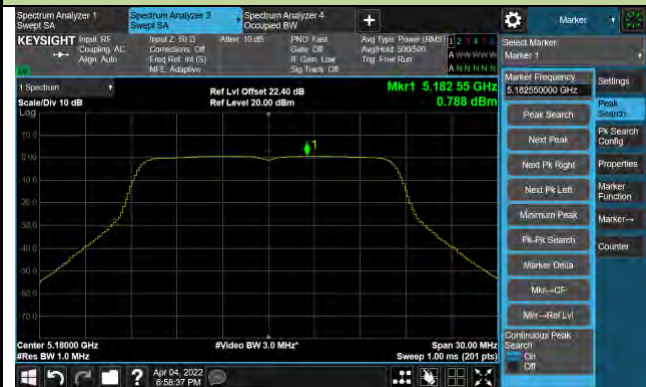 Spectrum Analyzer 1
Swept SA
Spectrum Analyzer 3
Swept SA
Spectrum Analyzer 4
Occupied BW
+
Marker
KEYSIGHT
Input: RF
Coupling: AC
Align: Auto
Input Z: 50 Ω
Corrections: Off
Freq Ref: Int (S)
NFE: Adaptive
Atten: 10 dB
PNO: Fast
Gate: Off
IF Gain: Low
Sig Track: Off
Avg Type: Power (RMS)
Avg|Hold: 500/500
Trig: Free Run
1 2 3 4 5 6
A W W W W W
A N N N N N
Select Marker
Marker 1
1 Spectrum
Scale/Div 10 dB
Log
Ref Lvl Offset 22.40 dB
Ref Level 20.00 dBm
Mkr1 5.182 55 GHz
0.788 dBm
10.0
0.00
-10.0
-20.0
-30.0
-40.0
-50.0
-60.0
-70.0
1
Center 5.18000 GHz
#Res BW 1.0 MHz
#Video BW 3.0 MHz*
Span 30.00 MHz
Sweep 1.00 ms (201 pts)
Marker Frequency
5.182550000 GHz
Peak Search
Next Peak
Next Pk Right
Next Pk Left
Minimum Peak
Pk-Pk Search
Marker Delta
Mkr→CF
Mkr→Ref Lvl
Continuous Peak
Search
On
Off
Settings
Peak
Search
Pk Search
Config
Properties
Marker
Function
Marker→
Counter
?
Apr 04, 2022
6:58:37 PM